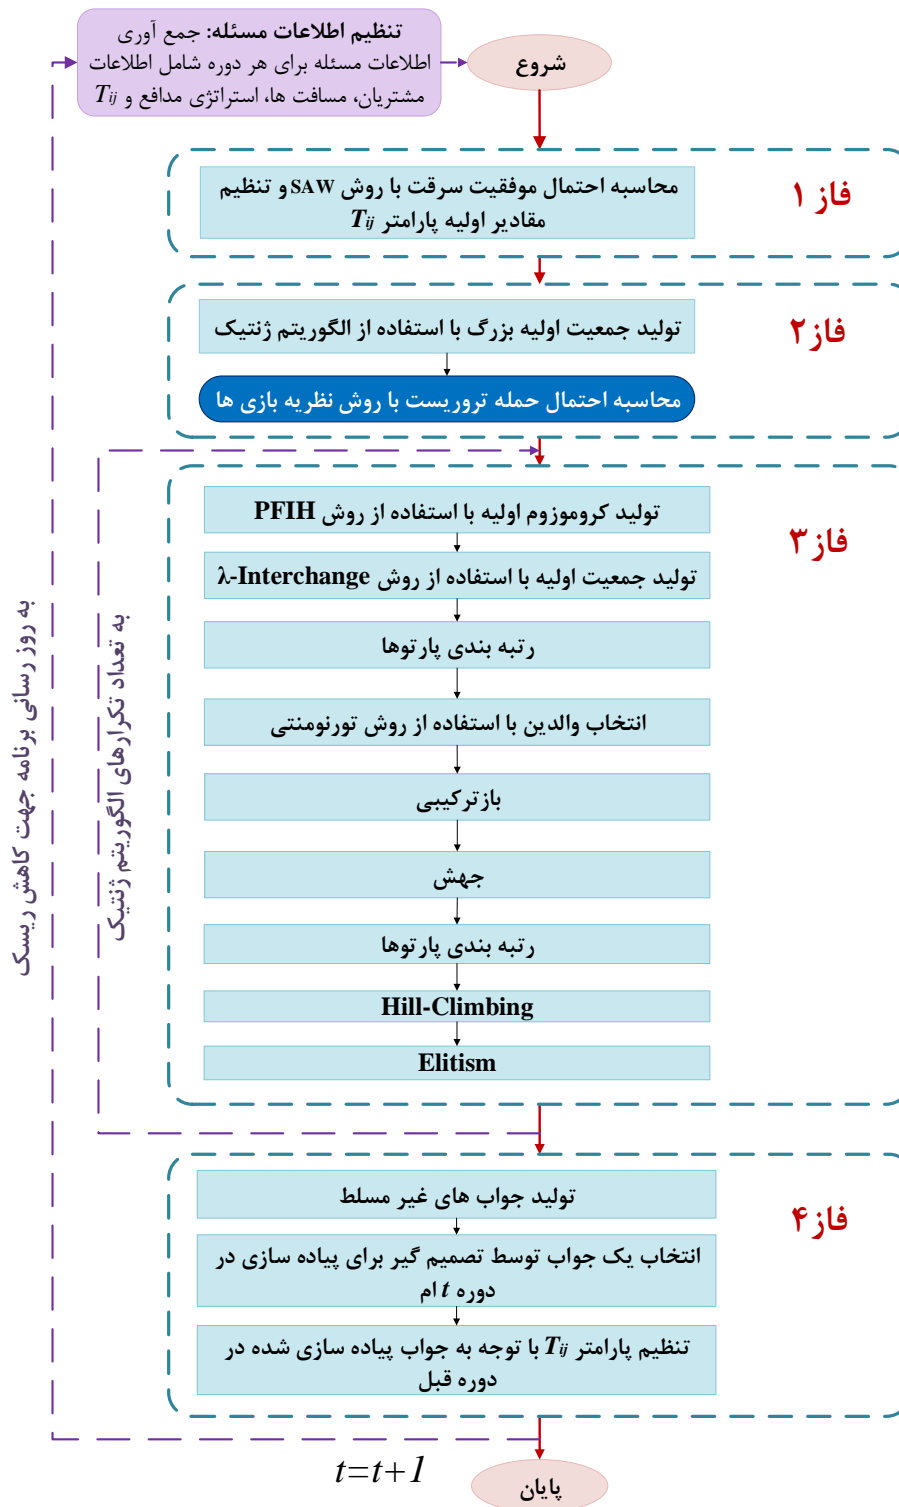 تنظیم اطلاعات مسئله: جمع آوری
اطلاعات مسئله برای هر دوره شامل اطلاعات
مشتریان، مسافت ها، استراتژی مدافع و Tij
شروع
فاز ۱
محاسبه احتمال موفقیت سرقت با روش SAW و تنظیم
مقادیر اولیه پارامتر Tij
فاز ۲
تولید جمعیت اولیه بزرگ با استفاده از الگوریتم ژنتیک
محاسبه احتمال حمله تروریست با روش نظریه بازی ها
فاز ۳
تولید کروموزوم اولیه با استفاده از روش PFIH
تولید جمعیت اولیه با استفاده از روش λ-Interchange
رتبه بندی پارتوها
انتخاب والدین با استفاده از روش تورنومنتی
بازترکیبی
جهش
رتبه بندی پارتوها
Hill-Climbing
Elitism
به تعداد تکرارهای الگوریتم ژنتیک
به روز رسانی برنامه جهت کاهش ریسک
فاز ۴
تولید جواب های غیر مسلط
انتخاب یک جواب توسط تصمیم گیر برای پیاده سازی در
دوره t ام
تنظیم پارامتر Tij با توجه به جواب پیاده سازی شده در
دوره قبل
t=t+1
پایان